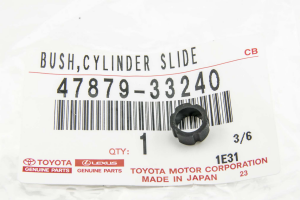 BUSH,CYLINDER SLIDE
CB
47879-33240
QTY: 1
3/6
1E31
TOYOTA LEXUS
GENUINE PARTS GENUINE PARTS
TOYOTA MOTOR CORPORATION
MADE IN JAPAN 23